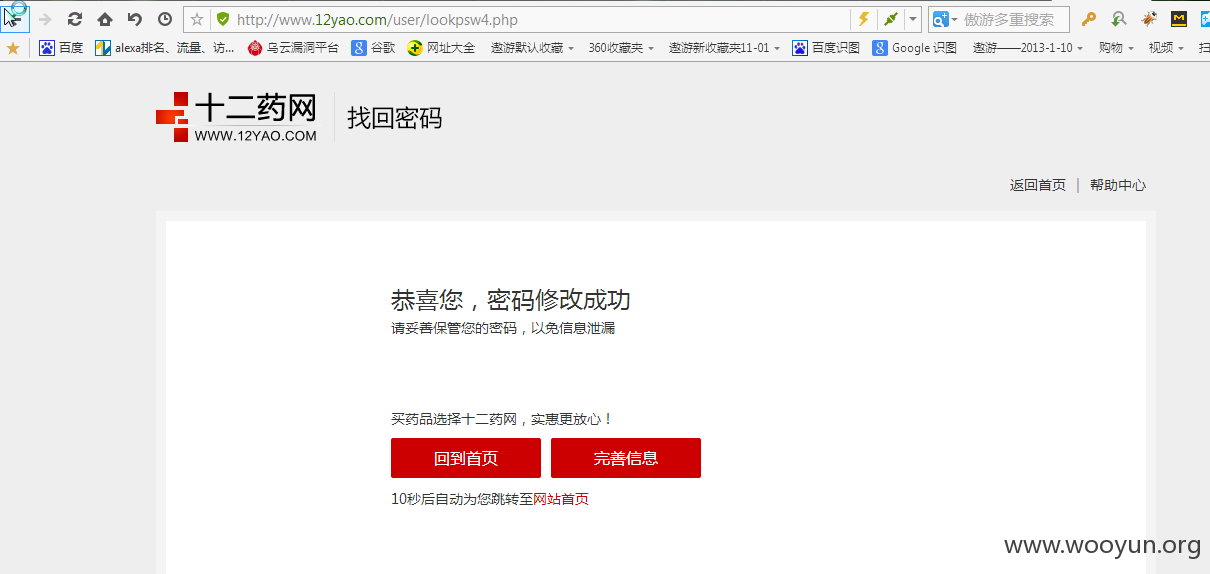 http://www.12yao.com/user/lookpsw4.php
傲游多重搜索
百度 alexa排名、流量、访... 乌云漏洞平台 谷歌 网址大全 傲游默认收藏 360收藏夹 傲游新收藏夹11-01 百度识图 Google 识图 傲游——2013-1-10 购物 视频 扫
十二药网
WWW.12YAO.COM
找回密码
返回首页 | 帮助中心
恭喜您，密码修改成功
请妥善保管您的密码，以免信息泄漏
买药品选择十二药网，实惠更放心！
回到首页 完善信息
10秒后自动为您跳转至网站首页
www.wooyun.org